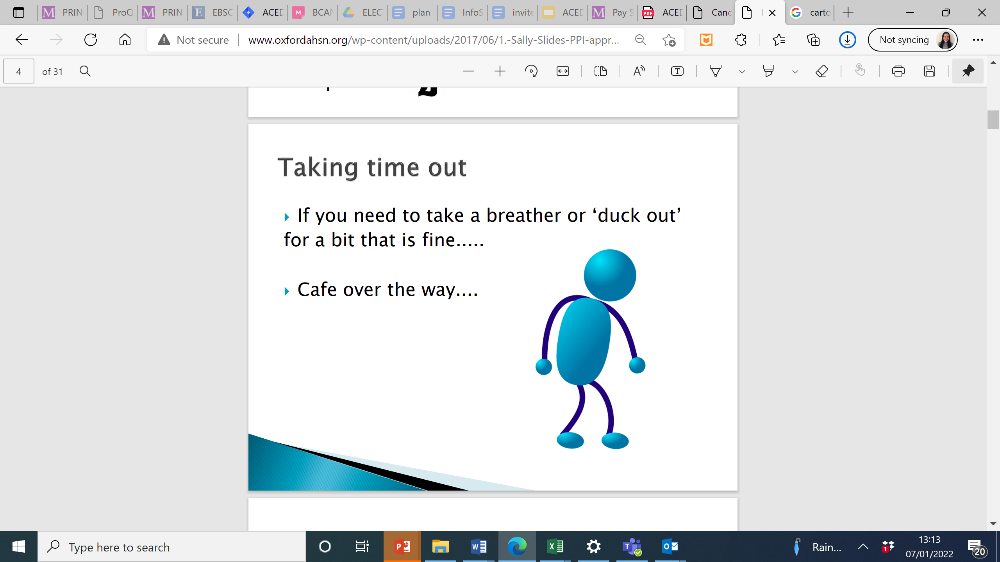 PRIN
ProQ
PRIN
EBSC
ACED
BCAN
ELEC
plan
InfoS
invite
ACED
Pay S
ACED
Canc
carto
Not secure
www.oxfordahsn.org/wp-content/uploads/2017/06/1.-Sally-Slides-PPI-appr...
Not syncing
4 of 31
Taking time out
If you need to take a breather or ‘duck out’
for a bit that is fine.....
Cafe over the way....
Type here to search
Rain...
1
13:13
07/01/2022
20